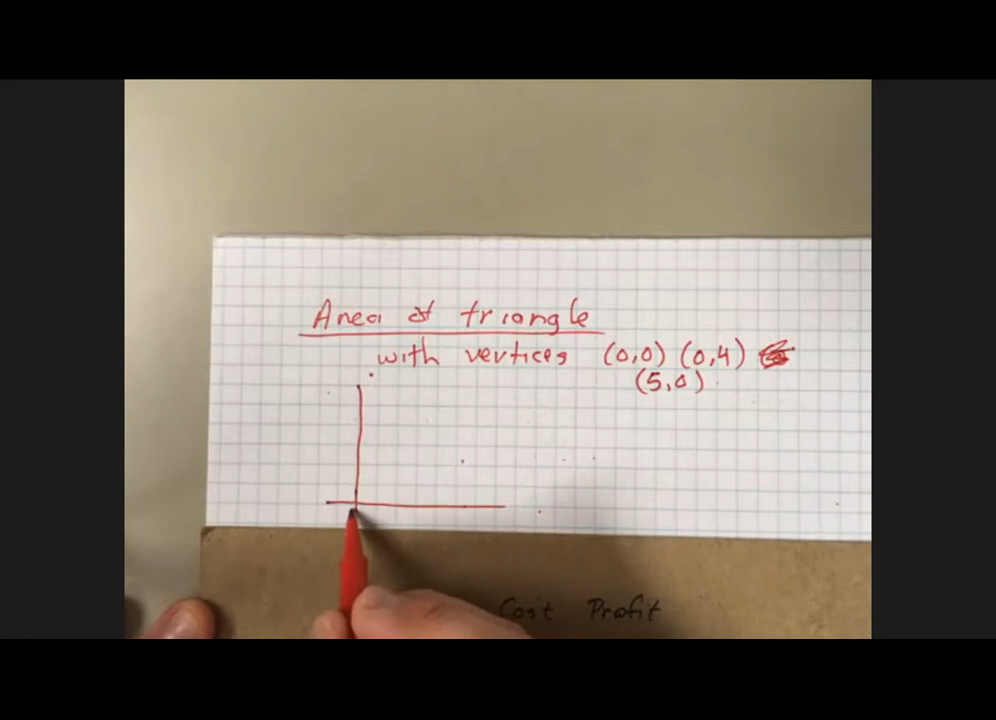 Area of triangle
with vertices (0,0) (0,4)
(5,0)
Cost Profit